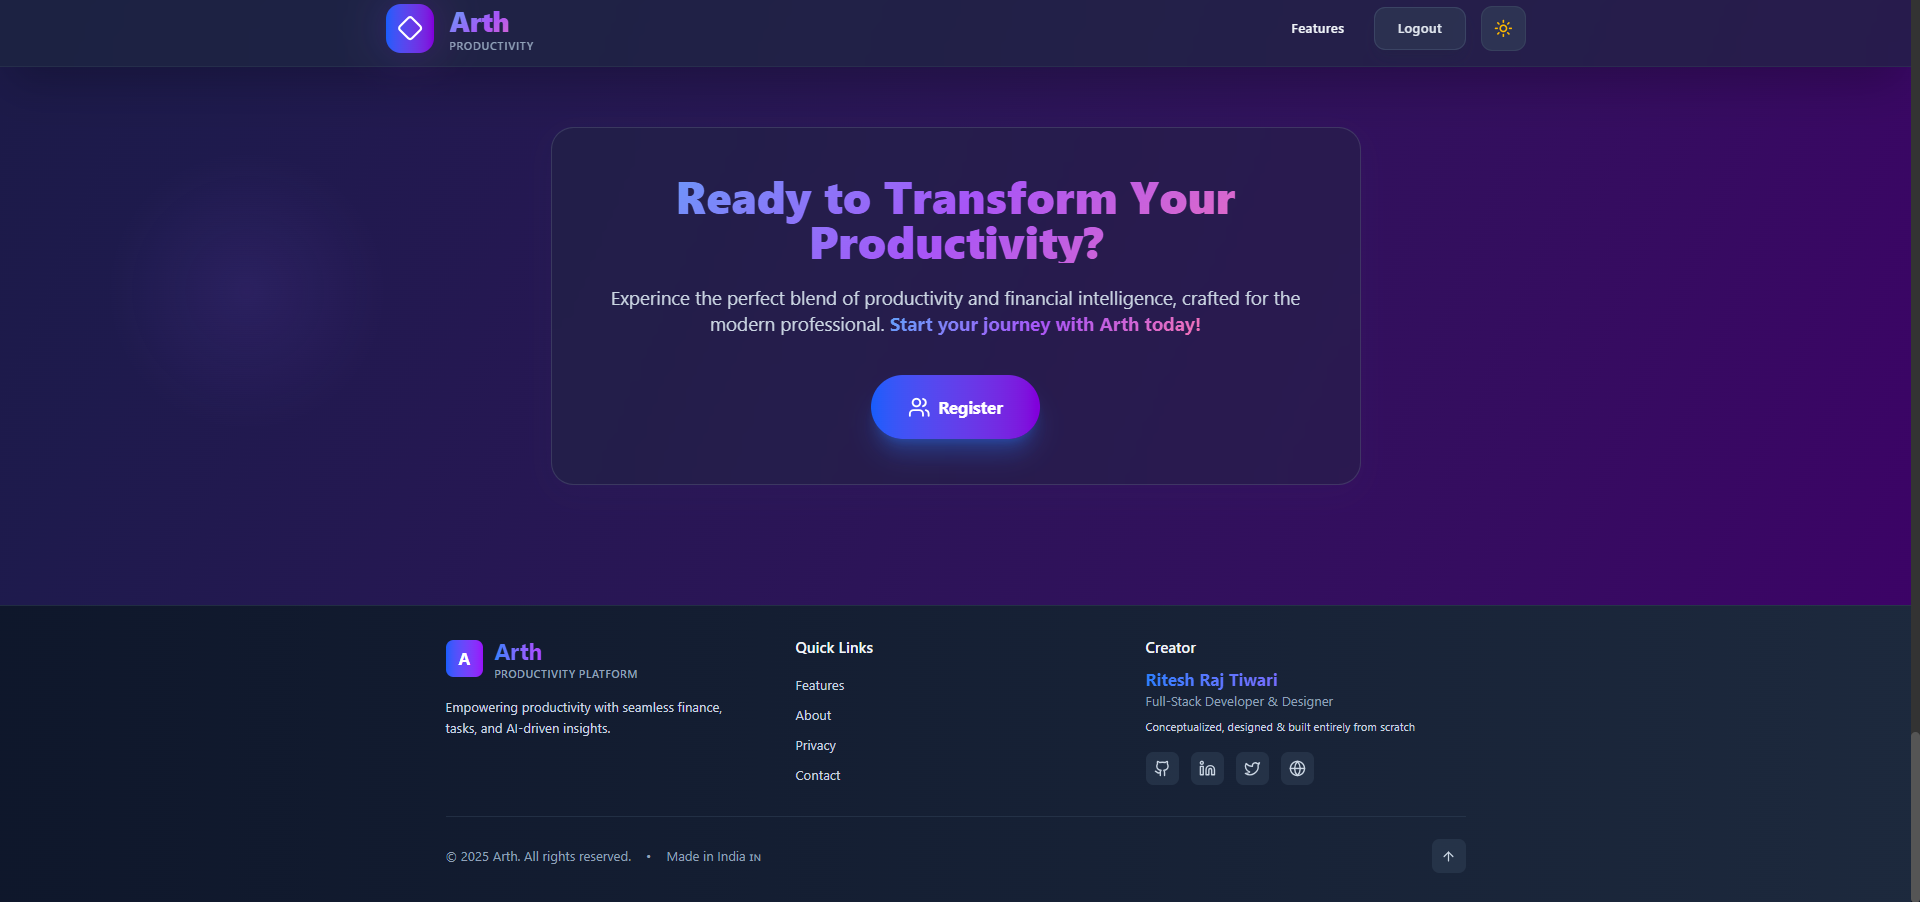 Arth
PRODUCTIVITY
Features
Logout
Ready to Transform Your
Productivity?
Experince the perfect blend of productivity and financial intelligence, crafted for the
modern professional. Start your journey with Arth today!
Register
A
Arth
PRODUCTIVITY PLATFORM
Empowering productivity with seamless finance,
tasks, and AI-driven insights.
Quick Links
Features
About
Privacy
Contact
Creator
Ritesh Raj Tiwari
Full-Stack Developer & Designer
Conceptualized, designed & built entirely from scratch
© 2025 Arth. All rights reserved. • Made in India ɪɴ